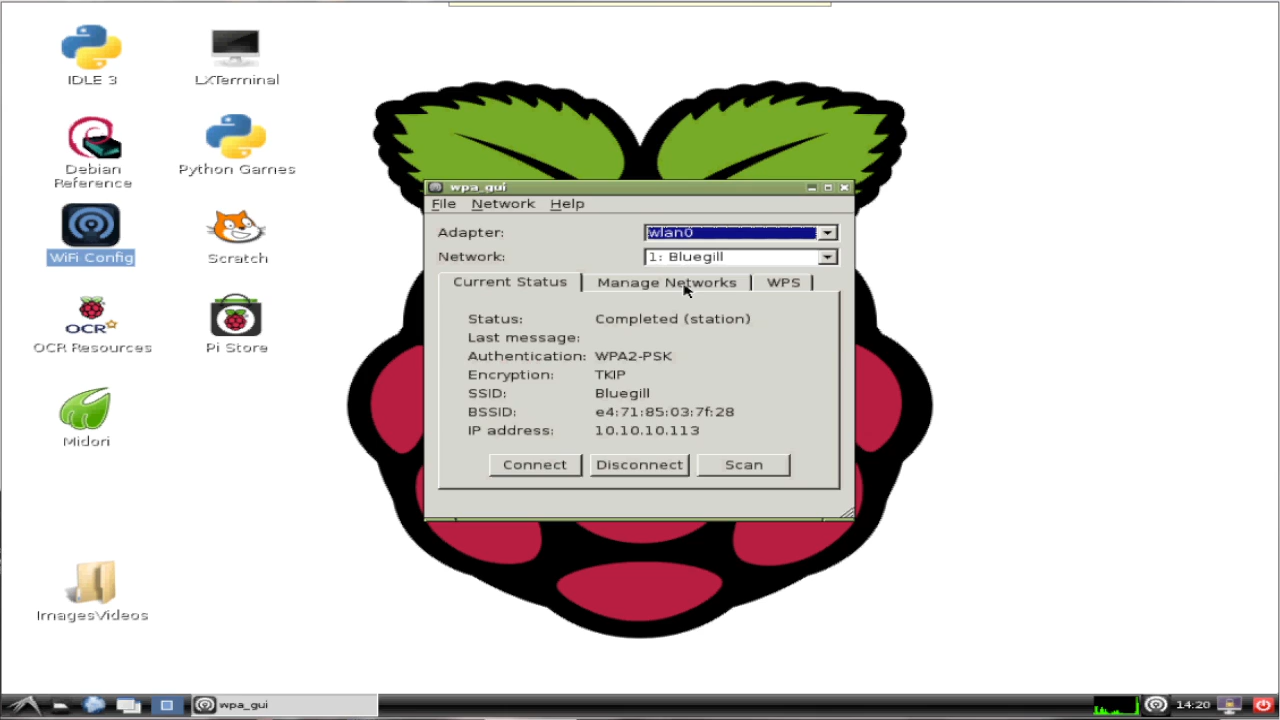 IDLE 3
LXTerminal
Debian
Reference
Python Games
WiFi Config
Scratch
OCR
OCR Resources
Pi Store
Midori
ImagesVideos
wpa_gui
File Network Help
Adapter: wlan0
Network: 1: Bluegill
Current Status Manage Networks WPS
Status: Completed (station)
Last message:
Authentication: WPA2-PSK
Encryption: TKIP
SSID: Bluegill
BSSID: e4:71:85:03:7f:28
IP address: 10.10.10.113
Connect Disconnect Scan
wpa_gui
14:20